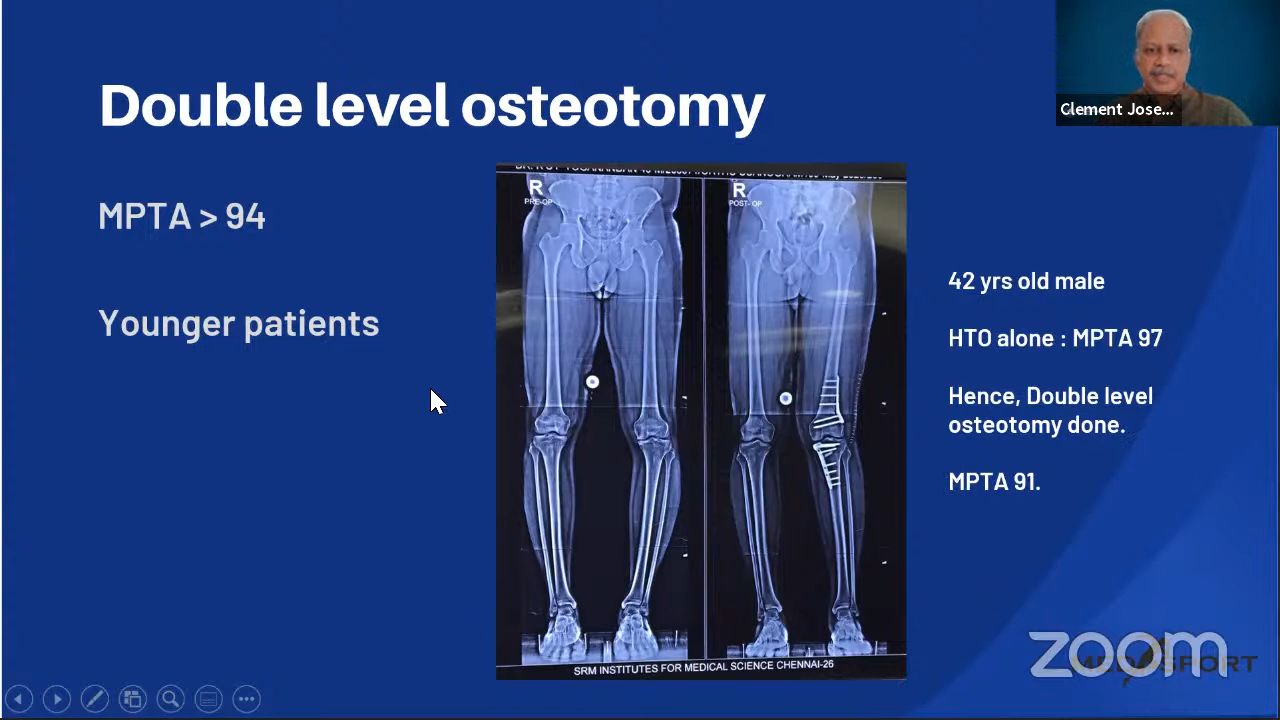 Double level osteotomy
Clement Jose...
MPTA > 94
Younger patients
R
PRE-OP
R
POST- OP
42 yrs old male
HTO alone : MPTA 97
Hence, Double level
osteotomy done.
MPTA 91.
SRM INSTITUTES FOR MEDICAL SCIENCE CHENNAI-26
zoom
MEDISPORT